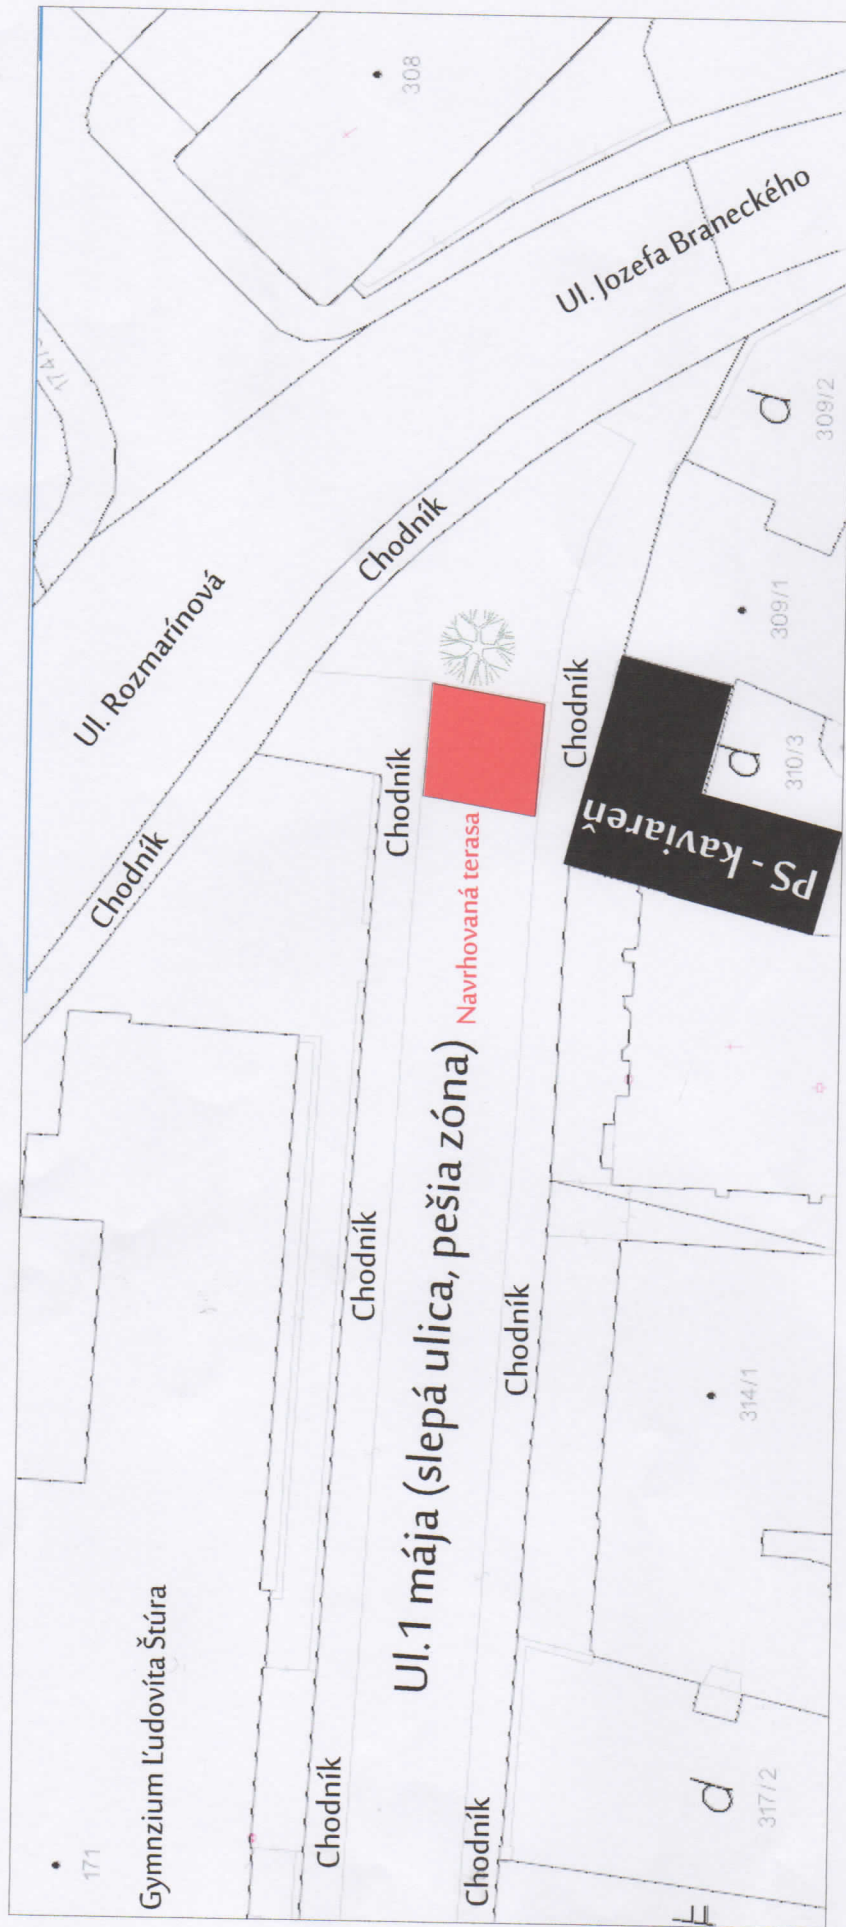 Gymnzium Ľudovíta Štúra
171
Chodník
Chodník
Chodník
Chodník
Ul. Rozmarínová
Chodník
308
Ul. Jozefa Braneckého
Ul.1 mája (slepá ulica, pešia zóna)
Navrhovaná terasa
Chodník
Chodník
Chodník
PS - kaviareň
d
317/2
314/1
d
310/3
309/1
d
309/2